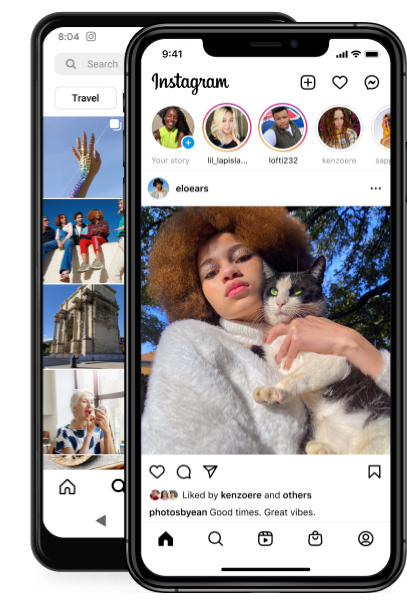 8:04
Search
Travel
9:41
Instagram
Your story
lil_lapisla...
lofti232
kenzoere
sapp
eloears
Liked by kenzoere and others
photosbyean Good times. Great vibes.